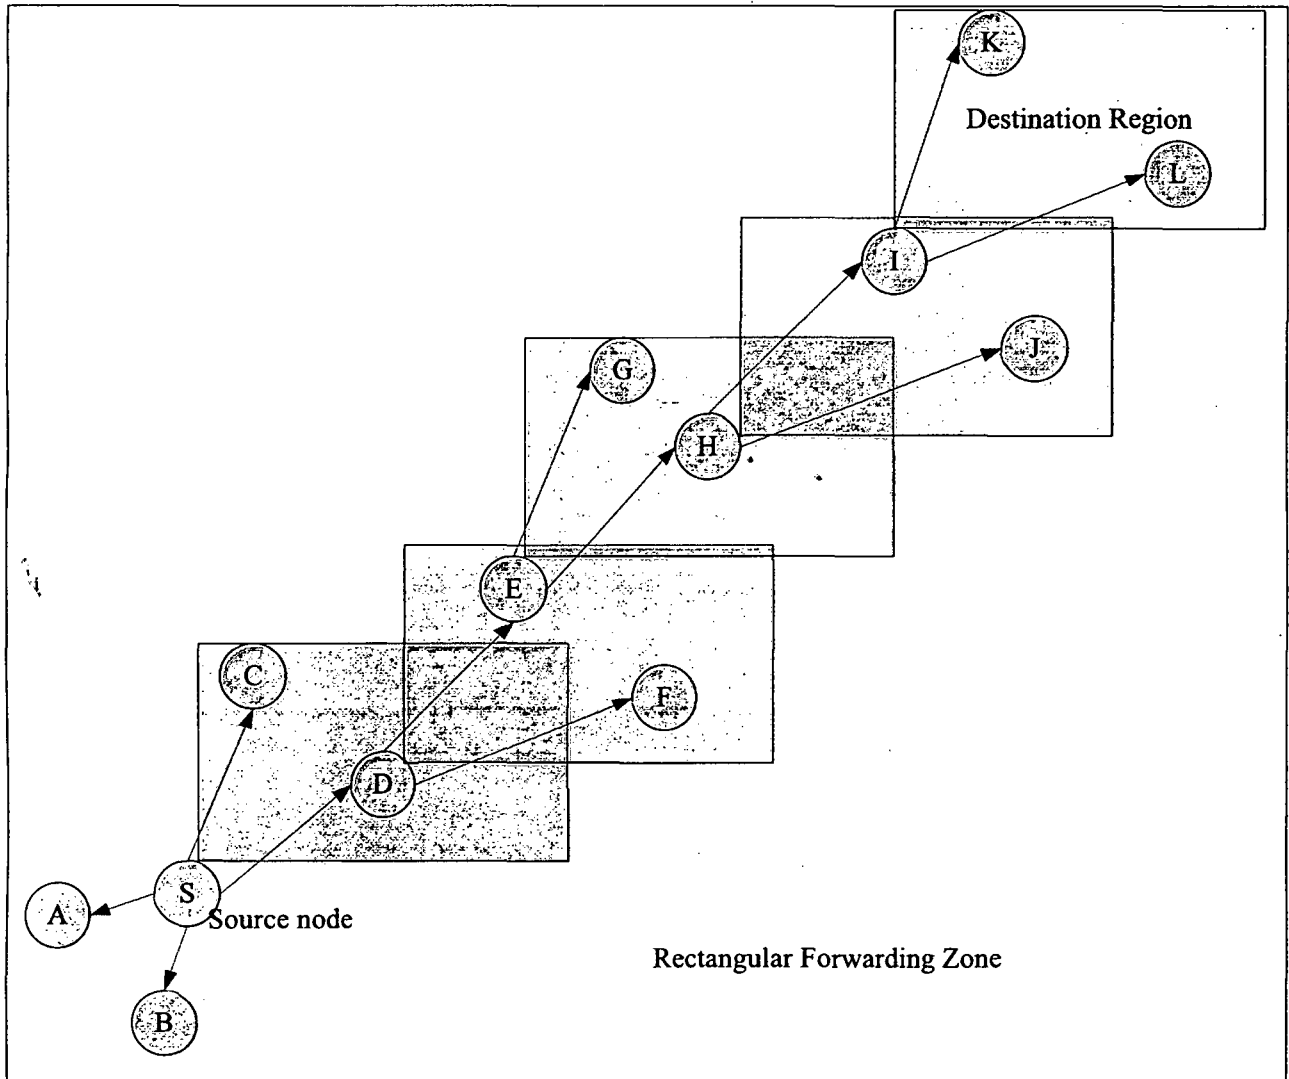 K
Destination Region
L
I
J
G
H
E
F
C
D
S
A
Source node
Rectangular Forwarding Zone
B